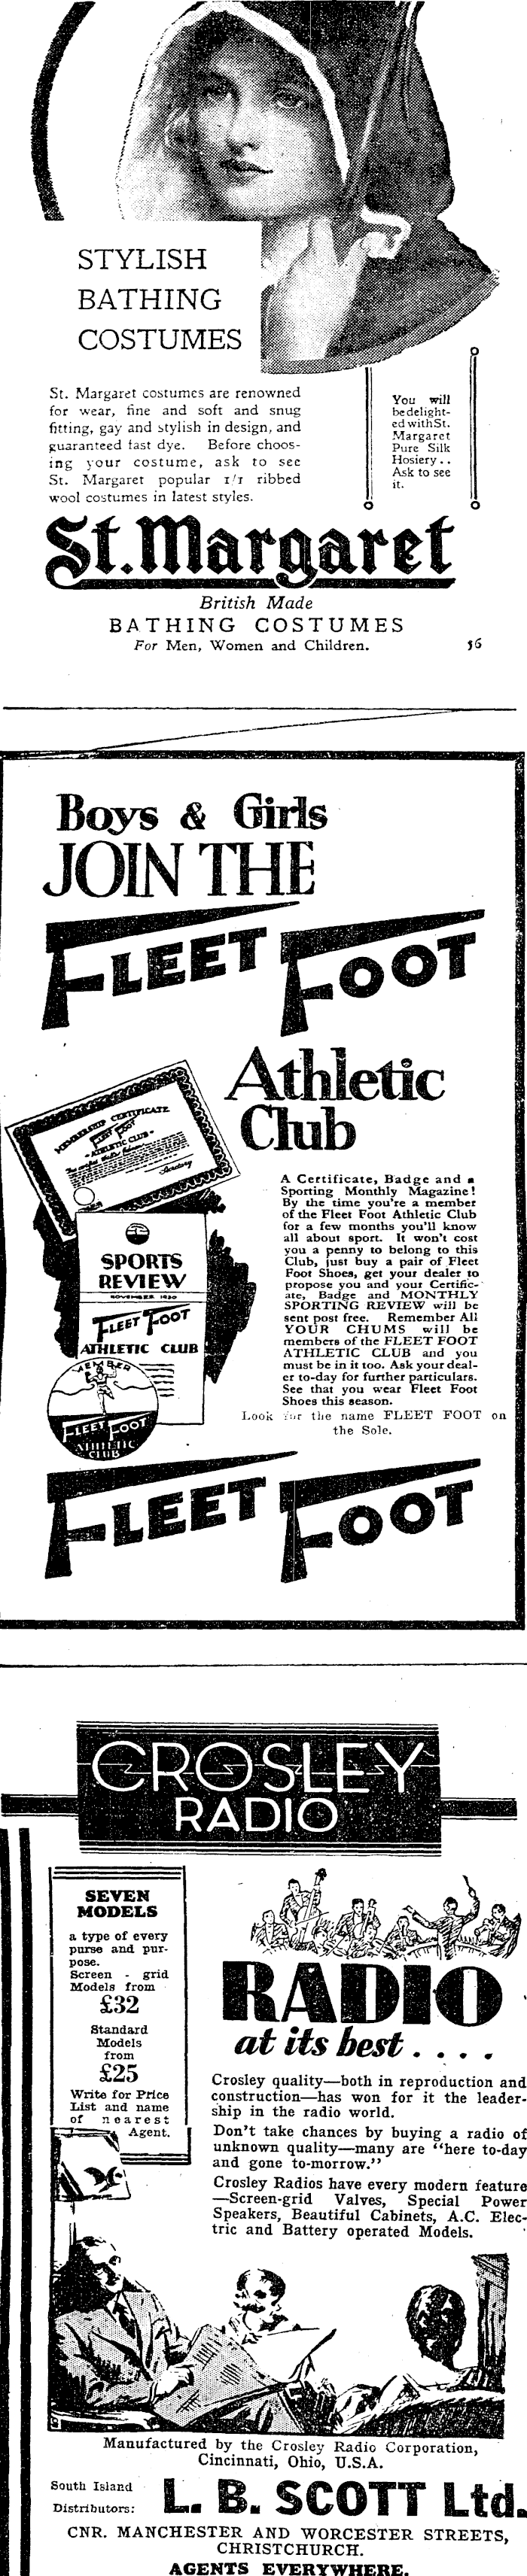 STYLISH
BATHING
COSTUMES
St. Margaret costumes are renowned
for wear, fine and soft and snug
fitting, gay and stylish in design, and
guaranteed fast dye. Before choos-
ing your costume, ask to see
St. Margaret popular 1/1 ribbed
wool costumes in latest styles.
You will
be delight-
ed with St.
Margaret
Pure Silk
Hosiery..
Ask to see
it.
St. Margaret
British Made
BATHING COSTUMES
For Men, Women and Children.
56
Boys & Girls
JOIN THE
FLEET FOOT
Athletic
Club
MEMBERSHIP CERTIFICATE
FLEET FOOT
ATHLETIC CLUB
Secretary
SPORTS
REVIEW
NOVEMBER 1930
FLEET FOOT
ATHLETIC CLUB
MEMBER
FLEET FOOT
ATHLETIC
CLUB
A Certificate, Badge and a
Sporting Monthly Magazine!
By the time you're a member
of the Fleet Foot Athletic Club
for a few months you'll know
all about sport. It won't cost
you a penny to belong to this
Club, just buy a pair of Fleet
Foot Shoes, get your dealer to
propose you and your Certific-
ate, Badge and MONTHLY
SPORTING REVIEW will be
sent post free. Remember All
YOUR CHUMS will be
members of the FLEET FOOT
ATHLETIC CLUB and you
must be in it too. Ask your deal-
er to-day for further particulars.
See that you wear Fleet Foot
Shoes this season.
Look for the name FLEET FOOT on
the Sole.
FLEET FOOT
CROSLEY
RADIO
SEVEN
MODELS
a type of every
purse and pur-
pose.
Screen - grid
Models from
£32
Standard
Models
from
£25
Write for Price
List and name
of nearest
Agent.
RADIO
at its best . . . .
Crosley quality—both in reproduction and
construction—has won for it the leader-
ship in the radio world.
Don't take chances by buying a radio of
unknown quality—many are "here to-day
and gone to-morrow."
Crosley Radios have every modern feature
—Screen-grid Valves, Special Power
Speakers, Beautiful Cabinets, A.C. Elec-
tric and Battery operated Models.
Manufactured by the Crosley Radio Corporation,
Cincinnati, Ohio, U.S.A.
South Island
Distributors:
L. B. SCOTT Ltd.
CNR. MANCHESTER AND WORCESTER STREETS,
CHRISTCHURCH.
AGENTS EVERYWHERE.